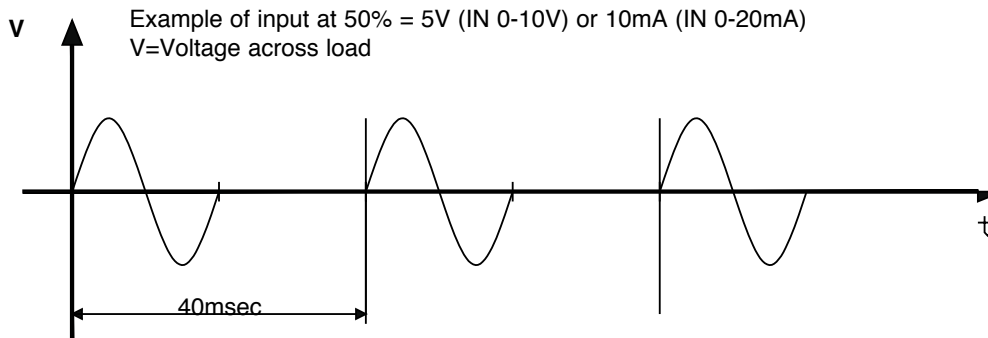 Example of input at 50% = 5V (IN 0-10V) or 10mA (IN 0-20mA)
V
V=Voltage across load
t
40msec